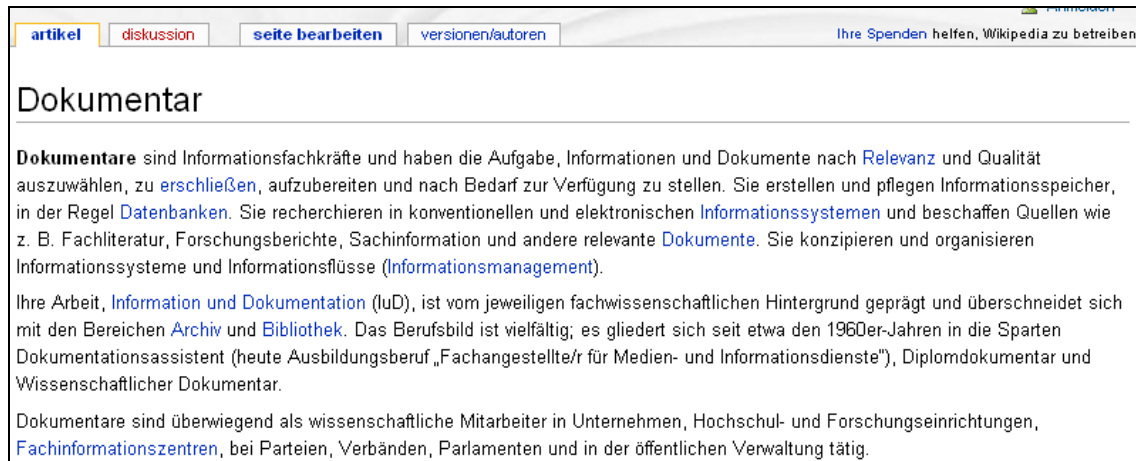 Anmelden
artikel diskussion seite bearbeiten versionen/autoren Ihre Spenden helfen, Wikipedia zu betreiben
Dokumentar
Dokumentare sind Informationsfachkräfte und haben die Aufgabe, Informationen und Dokumente nach Relevanz und Qualität
auszuwählen, zu erschließen, aufzubereiten und nach Bedarf zur Verfügung zu stellen. Sie erstellen und pflegen Informationsspeicher,
in der Regel Datenbanken. Sie recherchieren in konventionellen und elektronischen Informationssystemen und beschaffen Quellen wie
z. B. Fachliteratur, Forschungsberichte, Sachinformation und andere relevante Dokumente. Sie konzipieren und organisieren
Informationssysteme und Informationsflüsse (Informationsmanagement).
Ihre Arbeit, Information und Dokumentation (IuD), ist vom jeweiligen fachwissenschaftlichen Hintergrund geprägt und überschneidet sich
mit den Bereichen Archiv und Bibliothek. Das Berufsbild ist vielfältig; es gliedert sich seit etwa den 1960er-Jahren in die Sparten
Dokumentationsassistent (heute Ausbildungsberuf „Fachangestellte/r für Medien- und Informationsdienste"), Diplomdokumentar und
Wissenschaftlicher Dokumentar.
Dokumentare sind überwiegend als wissenschaftliche Mitarbeiter in Unternehmen, Hochschul- und Forschungseinrichtungen,
Fachinformationszentren, bei Parteien, Verbänden, Parlamenten und in der öffentlichen Verwaltung tätig.